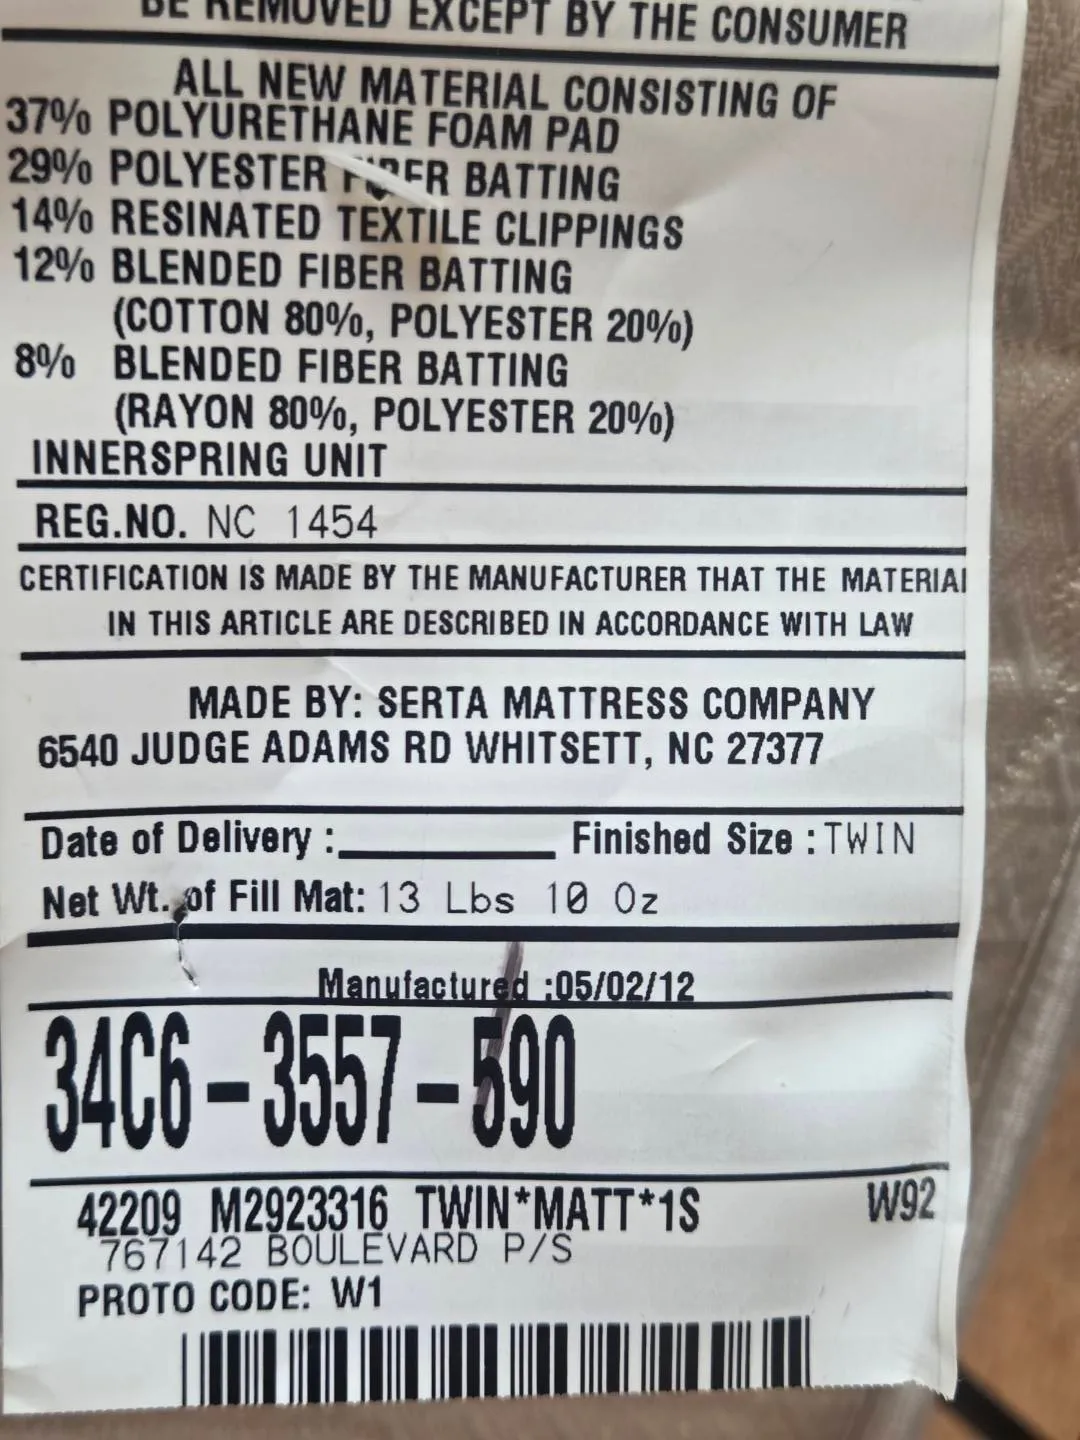 BE REMOVED EXCEPT BY THE CONSUMER
ALL NEW MATERIAL CONSISTING OF
37% POLYURETHANE FOAM PAD
29% POLYESTER FIBER BATTING
14% RESINATED TEXTILE CLIPPINGS
12% BLENDED FIBER BATTING
(COTTON 80%, POLYESTER 20%)
8% BLENDED FIBER BATTING
(RAYON 80%, POLYESTER 20%)
INNERSPRING UNIT
REG.NO. NC 1454
CERTIFICATION IS MADE BY THE MANUFACTURER THAT THE MATERIAL
IN THIS ARTICLE ARE DESCRIBED IN ACCORDANCE WITH LAW
MADE BY: SERTA MATTRESS COMPANY
6540 JUDGE ADAMS RD WHITSETT, NC 27377
Date of Delivery :__________ Finished Size : TWIN
Net Wt. of Fill Mat: 13 Lbs 10 Oz
Manufactured :05/02/12
34C6-3557-590
42209 M2923316 TWIN*MATT*1S W92
767142 BOULEVARD P/S
PROTO CODE: W1